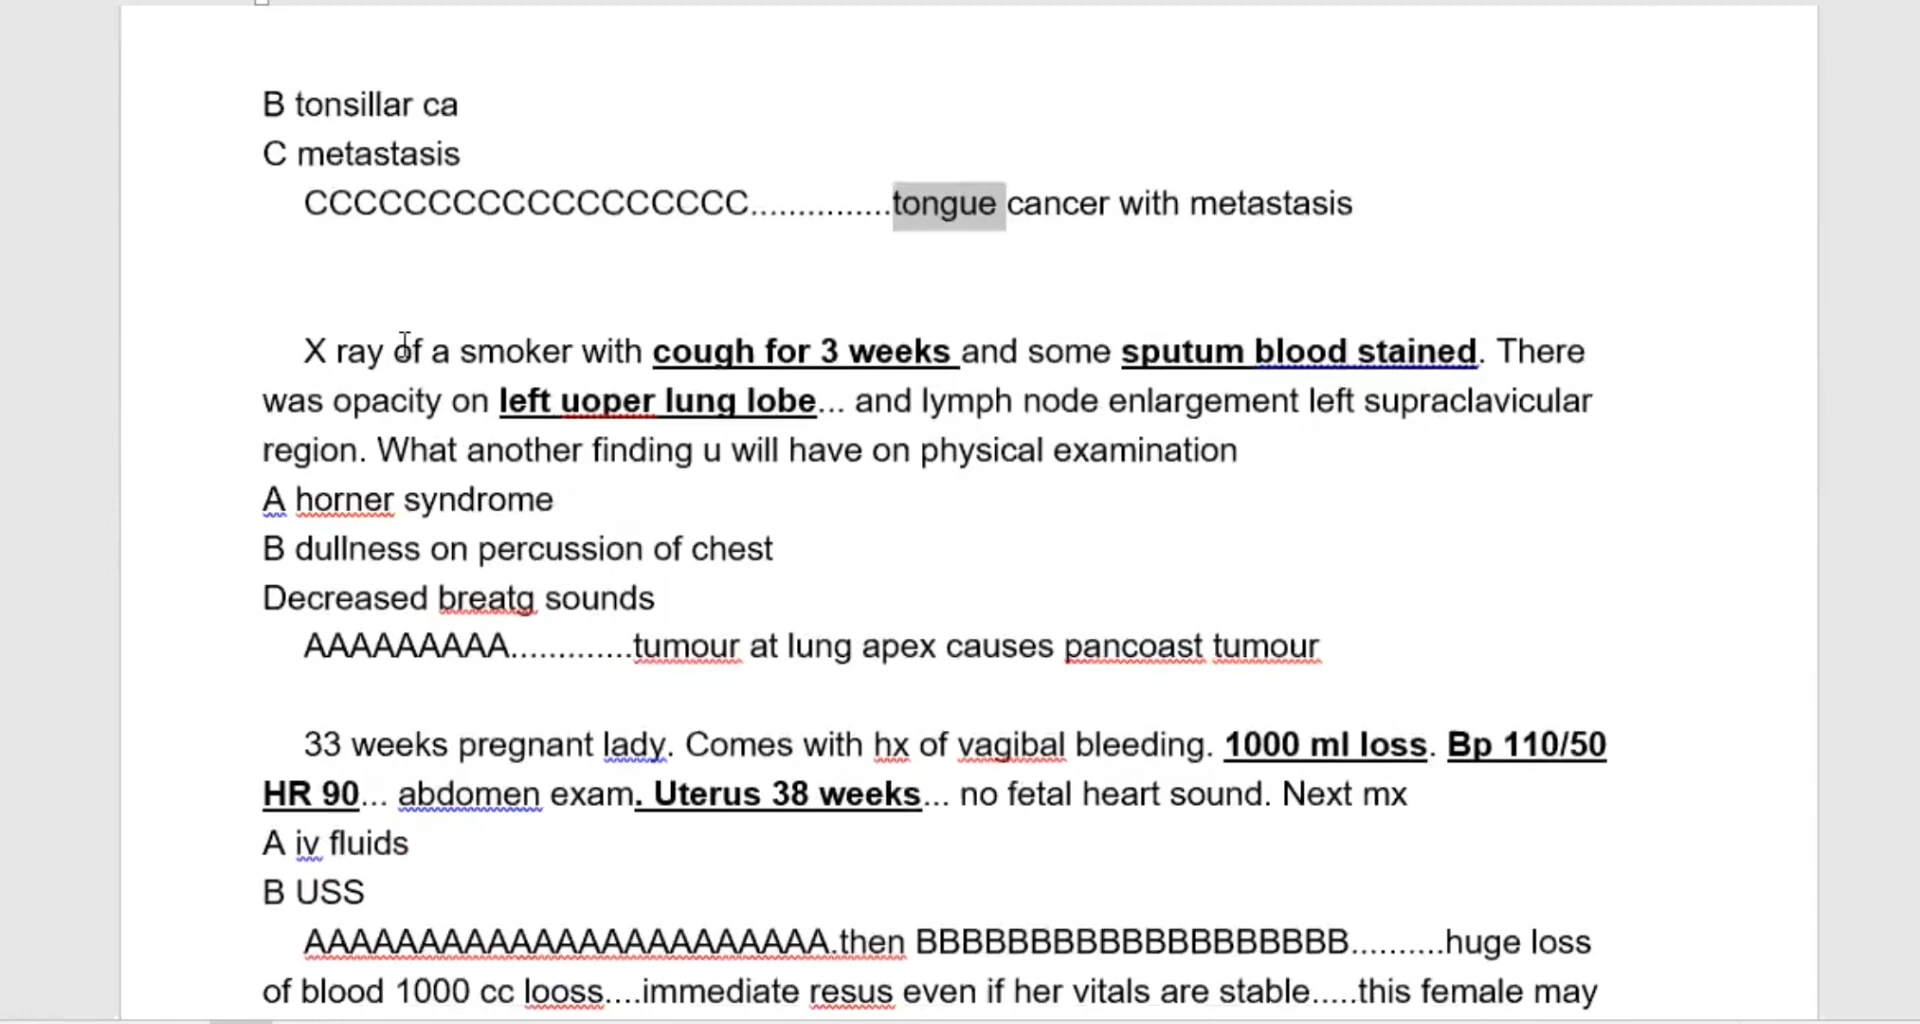 B tonsillar ca
C metastasis
CCCCCCCCCCCCCCCCCC...............tongue cancer with metastasis
X ray of a smoker with cough for 3 weeks and some sputum blood stained. There
was opacity on left uoper lung lobe... and lymph node enlargement left supraclavicular
region. What another finding u will have on physical examination
A horner syndrome
B dullness on percussion of chest
Decreased breatg sounds
AAAAAAAAA.............tumour at lung apex causes pancoast tumour
33 weeks pregnant lady. Comes with hx of vagibal bleeding. 1000 ml loss. Bp 110/50
HR 90... abdomen exam. Uterus 38 weeks... no fetal heart sound. Next mx
A iv fluids
B USS
AAAAAAAAAAAAAAAAAAAAAAA.then BBBBBBBBBBBBBBBBBBB..........huge loss
of blood 1000 cc looss....immediate resus even if her vitals are stable.....this female may